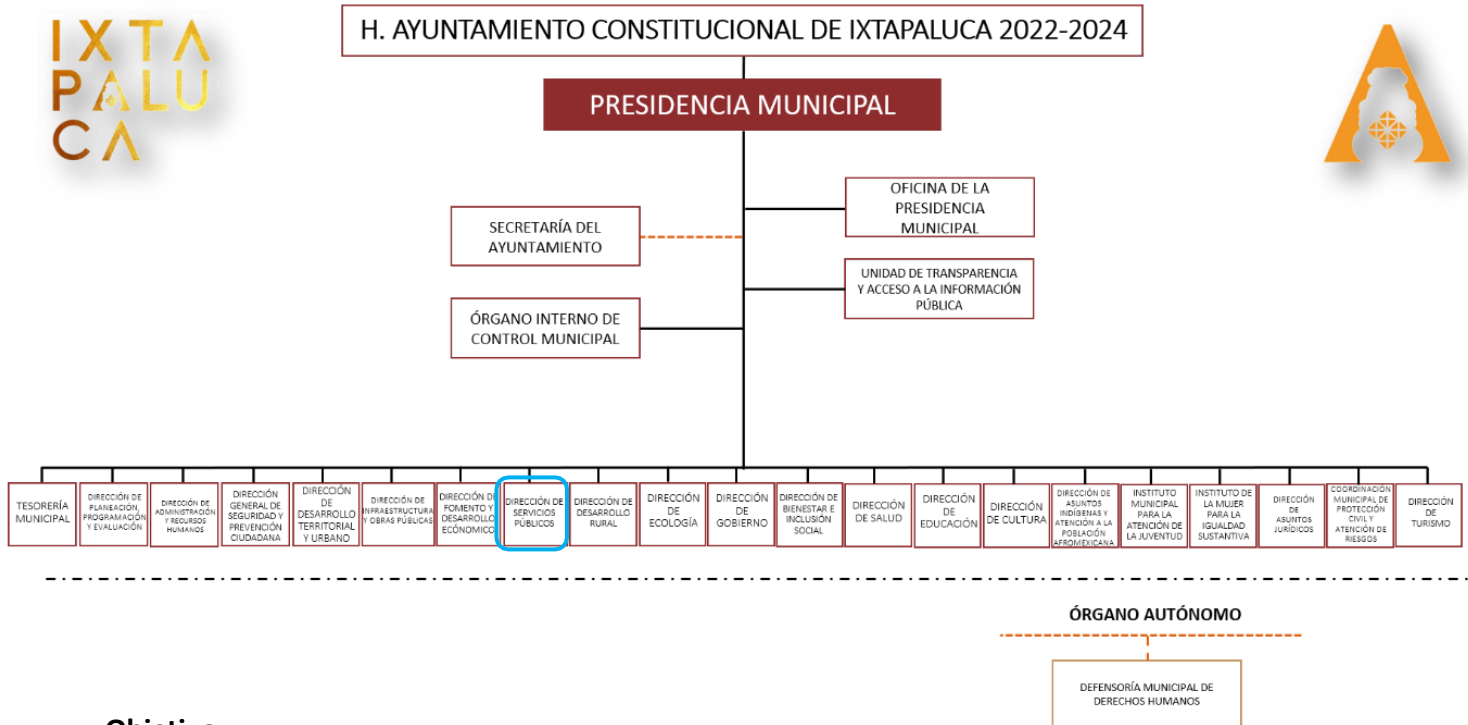 IXTA
PALU
CA
H. AYUNTAMIENTO CONSTITUCIONAL DE IXTAPALUCA 2022-2024
PRESIDENCIA MUNICIPAL
OFICINA DE LA
PRESIDENCIA
MUNICIPAL
SECRETARÍA DEL
AYUNTAMIENTO
UNIDAD DE TRANSPARENCIA
Y ACCESO A LA INFORMACIÓN
PÚBLICA
ÓRGANO INTERNO DE
CONTROL MUNICIPAL
TESORERÍA
MUNICIPAL
DIRECCIÓN DE
PLANEACIÓN,
PROGRAMACIÓN
Y EVALUACIÓN
DIRECCIÓN DE
ADMINISTRACIÓN
Y RECURSOS
HUMANOS
DIRECCIÓN
GENERAL DE
SEGURIDAD Y
PREVENCIÓN
CIUDADANA
DIRECCIÓN
DE
DESARROLLO
TERRITORIAL
Y URBANO
DIRECCIÓN DE
INFRAESTRUCTURA
Y OBRAS PÚBLICAS
DIRECCIÓN DE
FOMENTO Y
DESARROLLO
ECÓNOMICO
DIRECCIÓN DE
SERVICIOS
PÚBLICOS
DIRECCIÓN DE
DESARROLLO
RURAL
DIRECCIÓN
DE
ECOLOGÍA
DIRECCIÓN
DE
GOBIERNO
DIRECCIÓN DE
BIENESTAR E
INCLUSIÓN
SOCIAL
DIRECCIÓN
DE SALUD
DIRECCIÓN
DE
EDUCACIÓN
DIRECCIÓN
DE CULTURA
DIRECCIÓN DE
ASUNTOS
INDÍGENAS Y
ATENCIÓN A LA
POBLACIÓN
AFROMEXICANA
INSTITUTO
MUNICIPAL
PARA LA
ATENCIÓN DE
LA JUVENTUD
INSTITUTO DE
LA MUJER
PARA LA
IGUALDAD
SUSTANTIVA
DIRECCIÓN
DE
ASUNTOS
JURÍDICOS
COORDINACIÓN
MUNICIPAL DE
PROTECCIÓN
CIVIL Y
ATENCIÓN DE
RIESGOS
DIRECCIÓN
DE
TURISMO
ÓRGANO AUTÓNOMO
DEFENSORÍA MUNICIPAL DE
DERECHOS HUMANOS